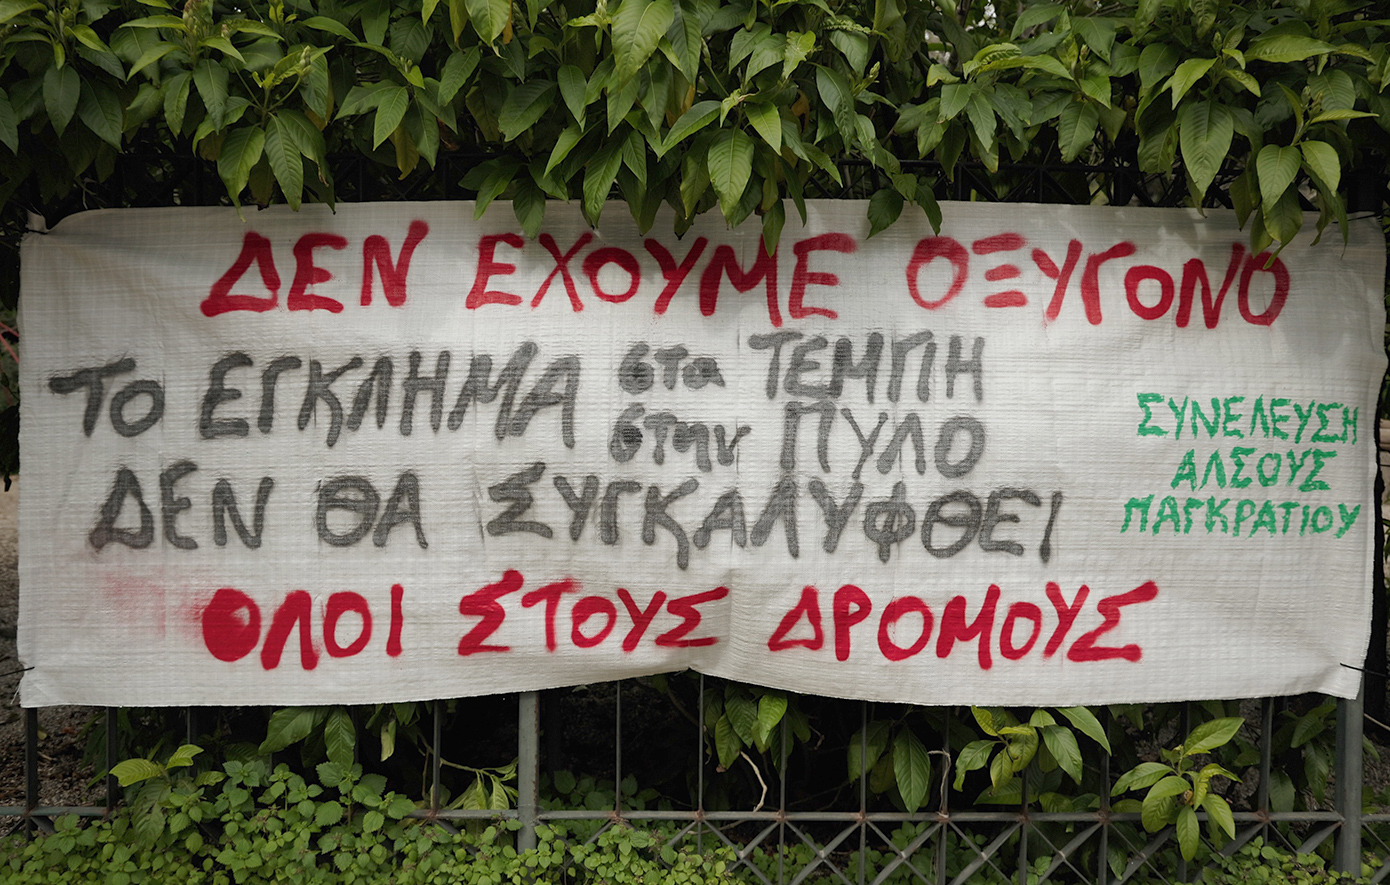 ΔΕΝ ΕΧΟΥΜΕ ΟΞΥΓΟΝΟ
ΤΟ ΕΓΚΛΗΜΑ στα ΤΕΜΠΗ
στην ΠΥΛΟ
ΔΕΝ ΘΑ ΣΥΓΚΑΛΥΦΘΕΙ
ΟΛΟΙ ΣΤΟΥΣ ΔΡΟΜΟΥΣ
ΣΥΝΕΛΕΥΣΗ
ΑΛΣΟΥΣ
ΠΑΓΚΡΑΤΙΟΥ